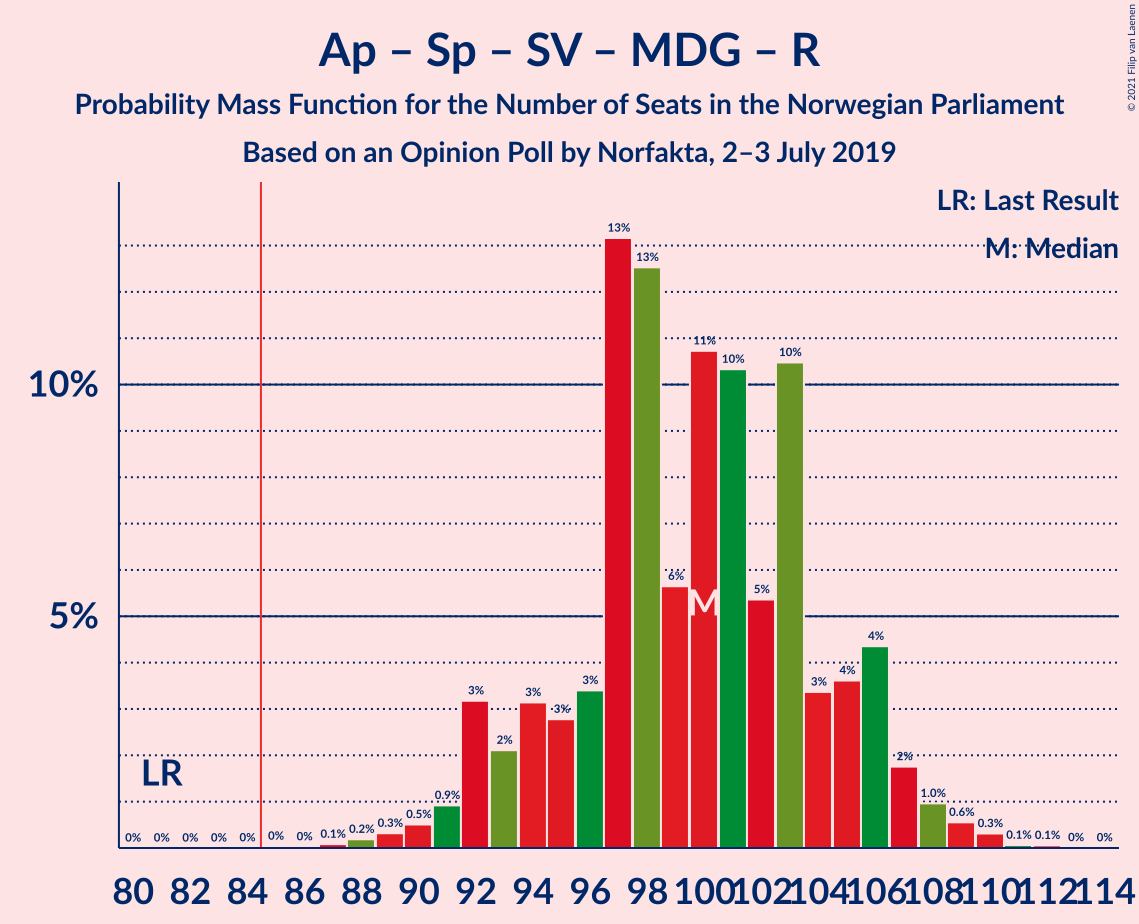 Ap – Sp – SV – MDG – R
Probability Mass Function for the Number of Seats in the Norwegian Parliament
Based on an Opinion Poll by Norfakta, 2–3 July 2019
© 2021 Filip van Laenen
LR: Last Result
M: Median
10%
5%
LR
M
0% 0% 0% 0% 0% 0% 0% 0.1% 0.2% 0.3% 0.5% 0.9% 3% 2% 3% 3% 3% 13% 13% 6% 11% 10% 5% 10% 3% 4% 4% 2% 1.0% 0.6% 0.3% 0.1% 0.1% 0% 0%
80 82 84 86 88 90 92 94 96 98 100 102 104 106 108 110 112 114